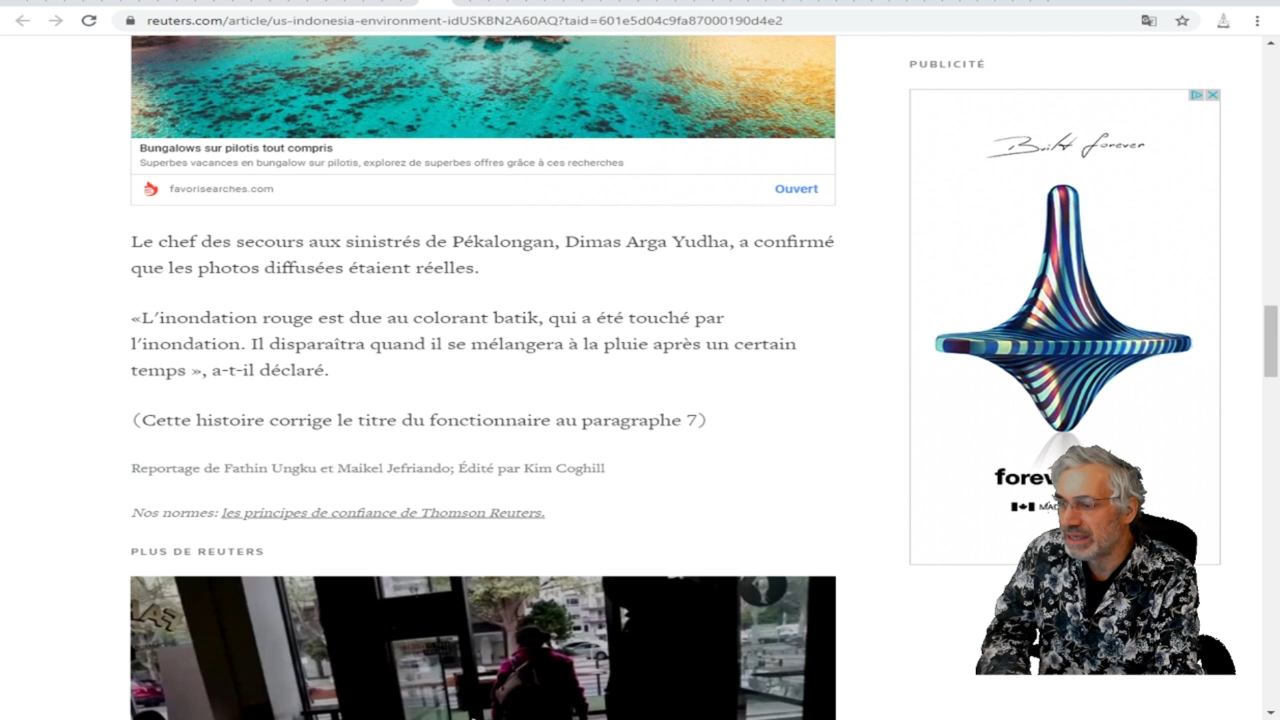 reuters.com/article/us-indonesia-environment-idUSKBN2A60AQ?taid=601e5d04c9fa87000190d4e2
PUBLICITÉ
Built forever
Bungalows sur pilotis tout compris
Superbes vacances en bungalow sur pilotis, explorez de superbes offres grâce à ces recherches
favorisearches.com
Ouvert
Le chef des secours aux sinistrés de Pékalongan, Dimas Arga Yudha, a confirmé
que les photos diffusées étaient réelles.
«L'inondation rouge est due au colorant batik, qui a été touché par
l'inondation. Il disparaîtra quand il se mélangera à la pluie après un certain
temps », a-t-il déclaré.
(Cette histoire corrige le titre du fonctionnaire au paragraphe 7)
Reportage de Fathin Ungku et Maikel Jefriando; Édité par Kim Coghill
Nos normes: les principes de confiance de Thomson Reuters.
PLUS DE REUTERS